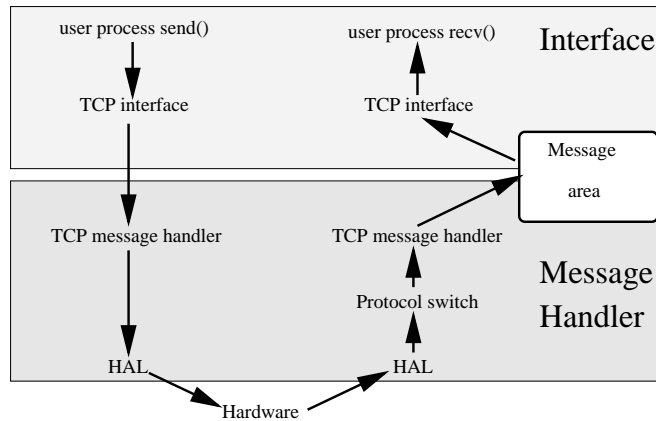 user process send()
user process recv()
Interface
TCP interface
TCP interface
Message
area
TCP message handler
TCP message handler
Message
Handler
Protocol switch
HAL
HAL
Hardware